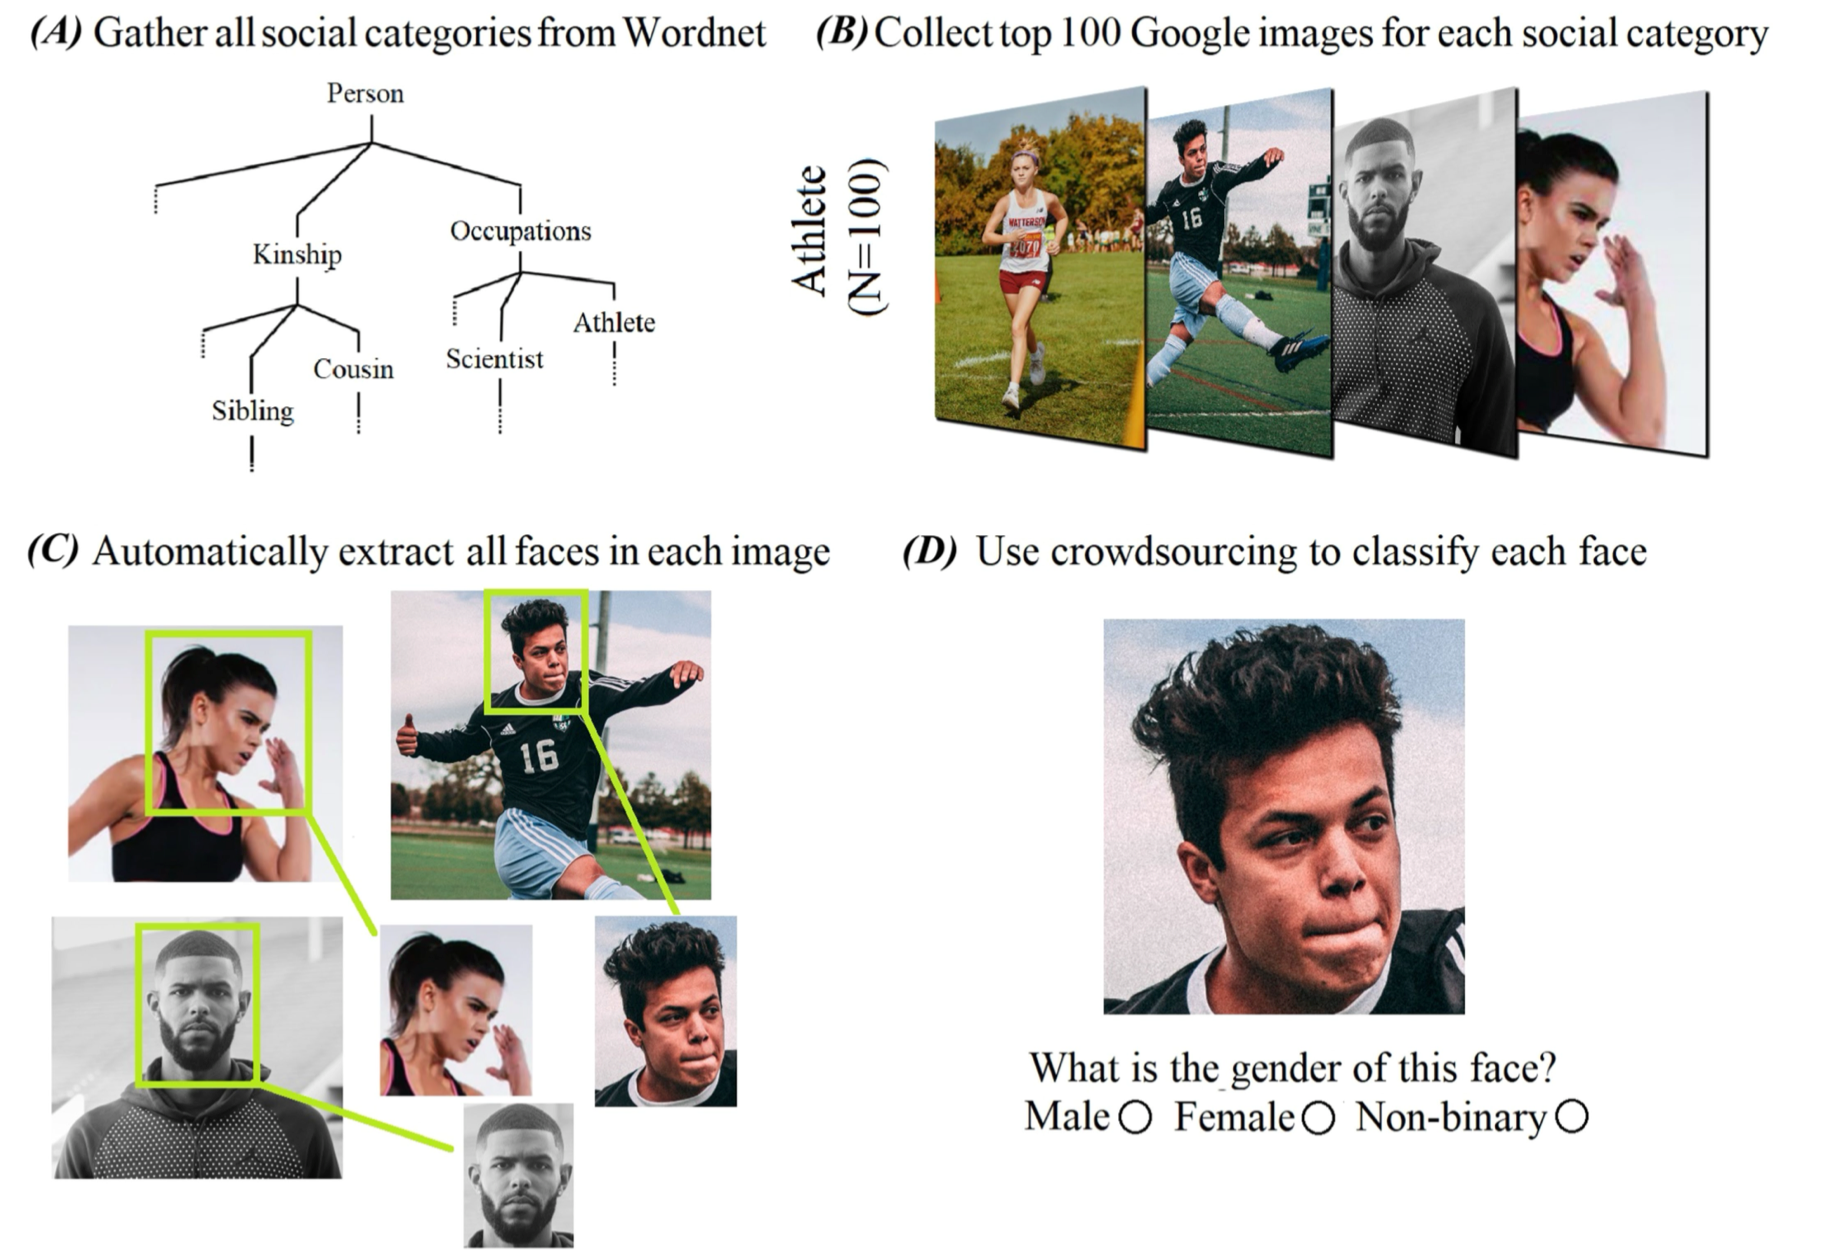 (A) Gather all social categories from Wordnet
Person
Kinship
Occupations
Sibling
Cousin
Scientist
Athlete
(B) Collect top 100 Google images for each social category
Athlete
(N=100)
WATTERSON
2070
16
(C) Automatically extract all faces in each image
16
(D) Use crowdsourcing to classify each face
What is the gender of this face?
Male Female Non-binary